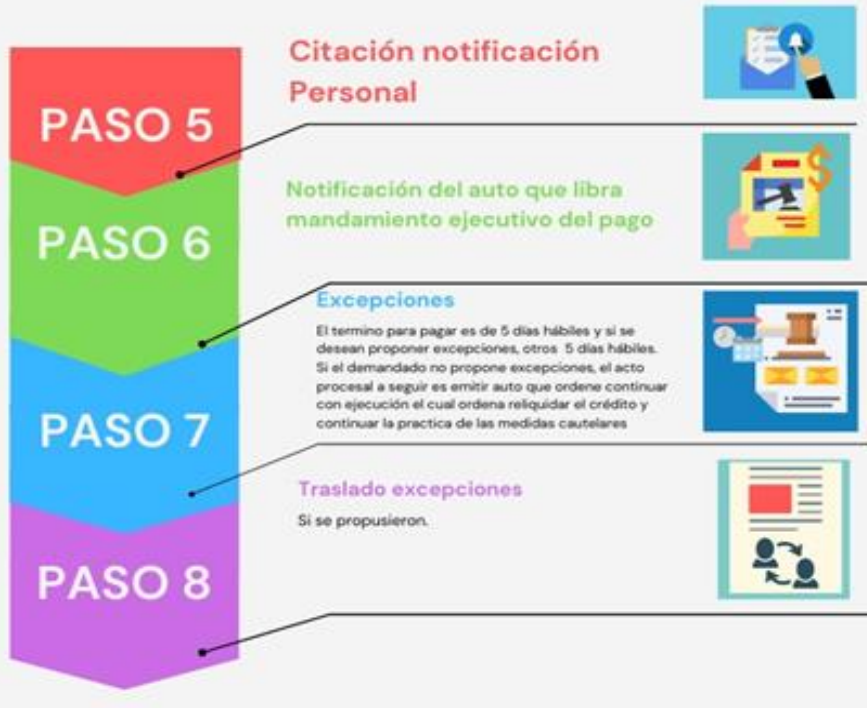 PASO 5
Citación notificación
Personal
PASO 6
Notificación del auto que libra
mandamiento ejecutivo del pago
PASO 7
Excepciones
El termino para pagar es de 5 días hábiles y si se
desean proponer excepciones, otros 5 días hábiles.
Si el demandado no propone excepciones, el acto
procesal a seguir es emitir auto que ordene continuar
con ejecución el cual ordena reliquidar el crédito y
continuar la practica de las medidas cautelares
PASO 8
Traslado excepciones
Si se propusieron.